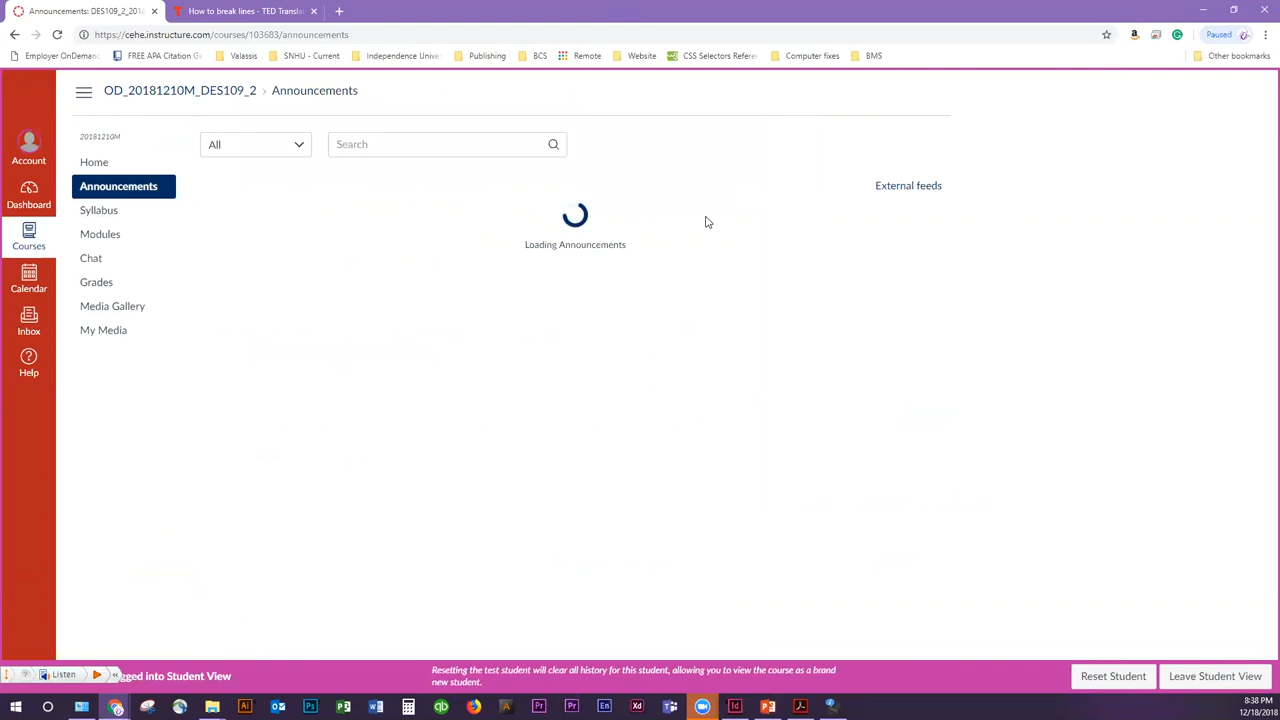 Announcements: DES109_2_201
How to break lines - TED Transla
https://cehe.instructure.com/courses/103683/announcements
Paused
Employer OnDeman
FREE APA Citation Ge
Valassis
SNHU - Current
Independence Unive
Publishing
BCS
Remote
Website
CSS Selectors Refere
Computer fixes
BMS
Other bookmarks
OD_20181210M_DES109_2 > Announcements
20181210M
All
Search
Account
Home
Announcements
External feeds
Dashboard
Syllabus
Courses
Modules
Loading Announcements
Chat
Calendar
Grades
Media Gallery
Inbox
My Media
Help
Listen
gged into Student View
Resetting the test student will clear all history for this student, allowing you to view the course as a brand
new student.
Reset Student
Leave Student View
8:38 PM
12/18/2018